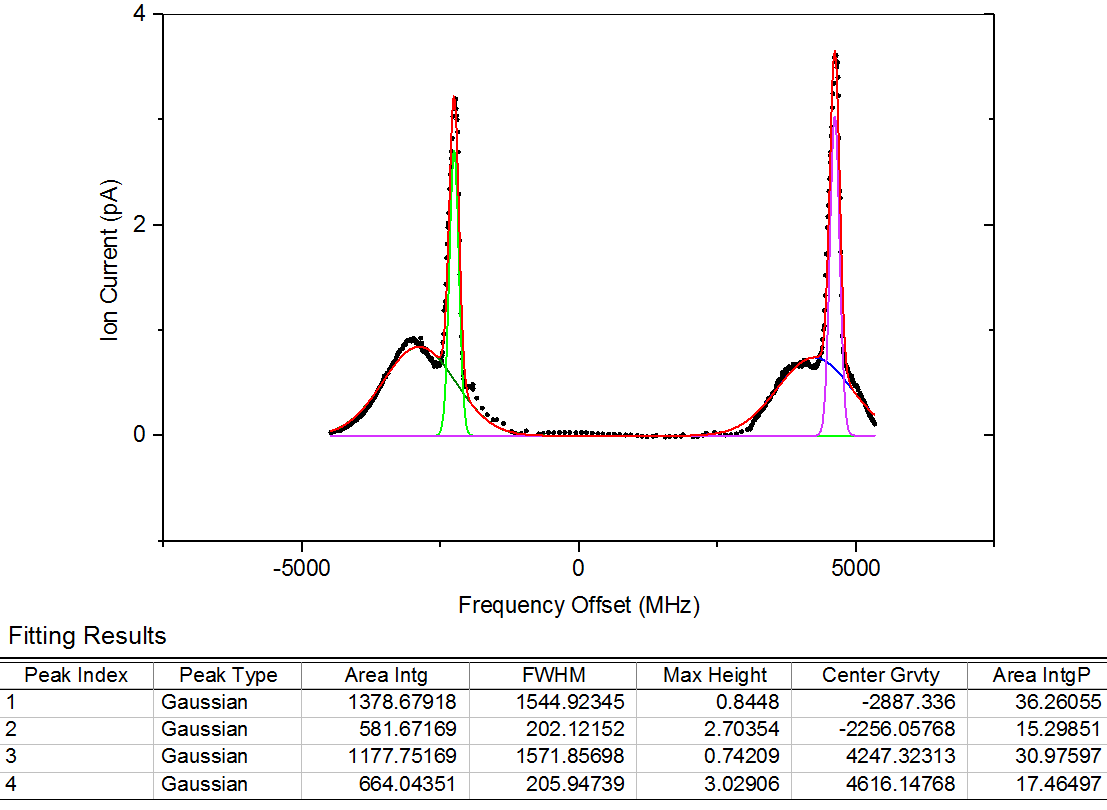 4
2
0
Ion Current (pA)
-5000 0 5000
Frequency Offset (MHz)
Fitting Results
Peak Index Peak Type Area Intg FWHM Max Height Center Grvty Area IntgP
1 Gaussian 1378.67918 1544.92345 0.8448 -2887.336 36.26055
2 Gaussian 581.67169 202.12152 2.70354 -2256.05768 15.29851
3 Gaussian 1177.75169 1571.85698 0.74209 4247.32313 30.97565
4 Gaussian 664.04351 205.94739 3.02906 4616.14768 17.46497